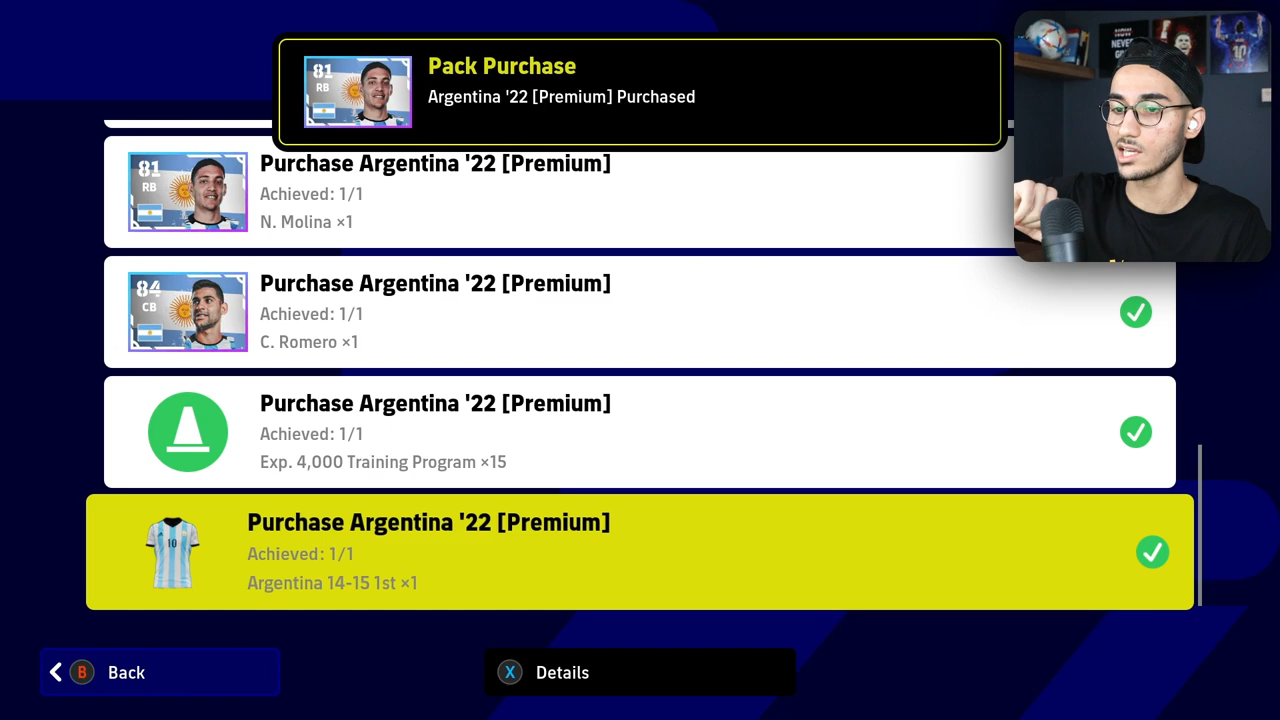 81
RB
Pack Purchase
Argentina '22 [Premium] Purchased
81
RB
Purchase Argentina '22 [Premium]
Achieved: 1/1
N. Molina ×1
84
CB
Purchase Argentina '22 [Premium]
Achieved: 1/1
C. Romero ×1
Purchase Argentina '22 [Premium]
Achieved: 1/1
Exp. 4,000 Training Program ×15
10
Purchase Argentina '22 [Premium]
Achieved: 1/1
Argentina 14-15 1st ×1
B Back
X Details
NEVER
10